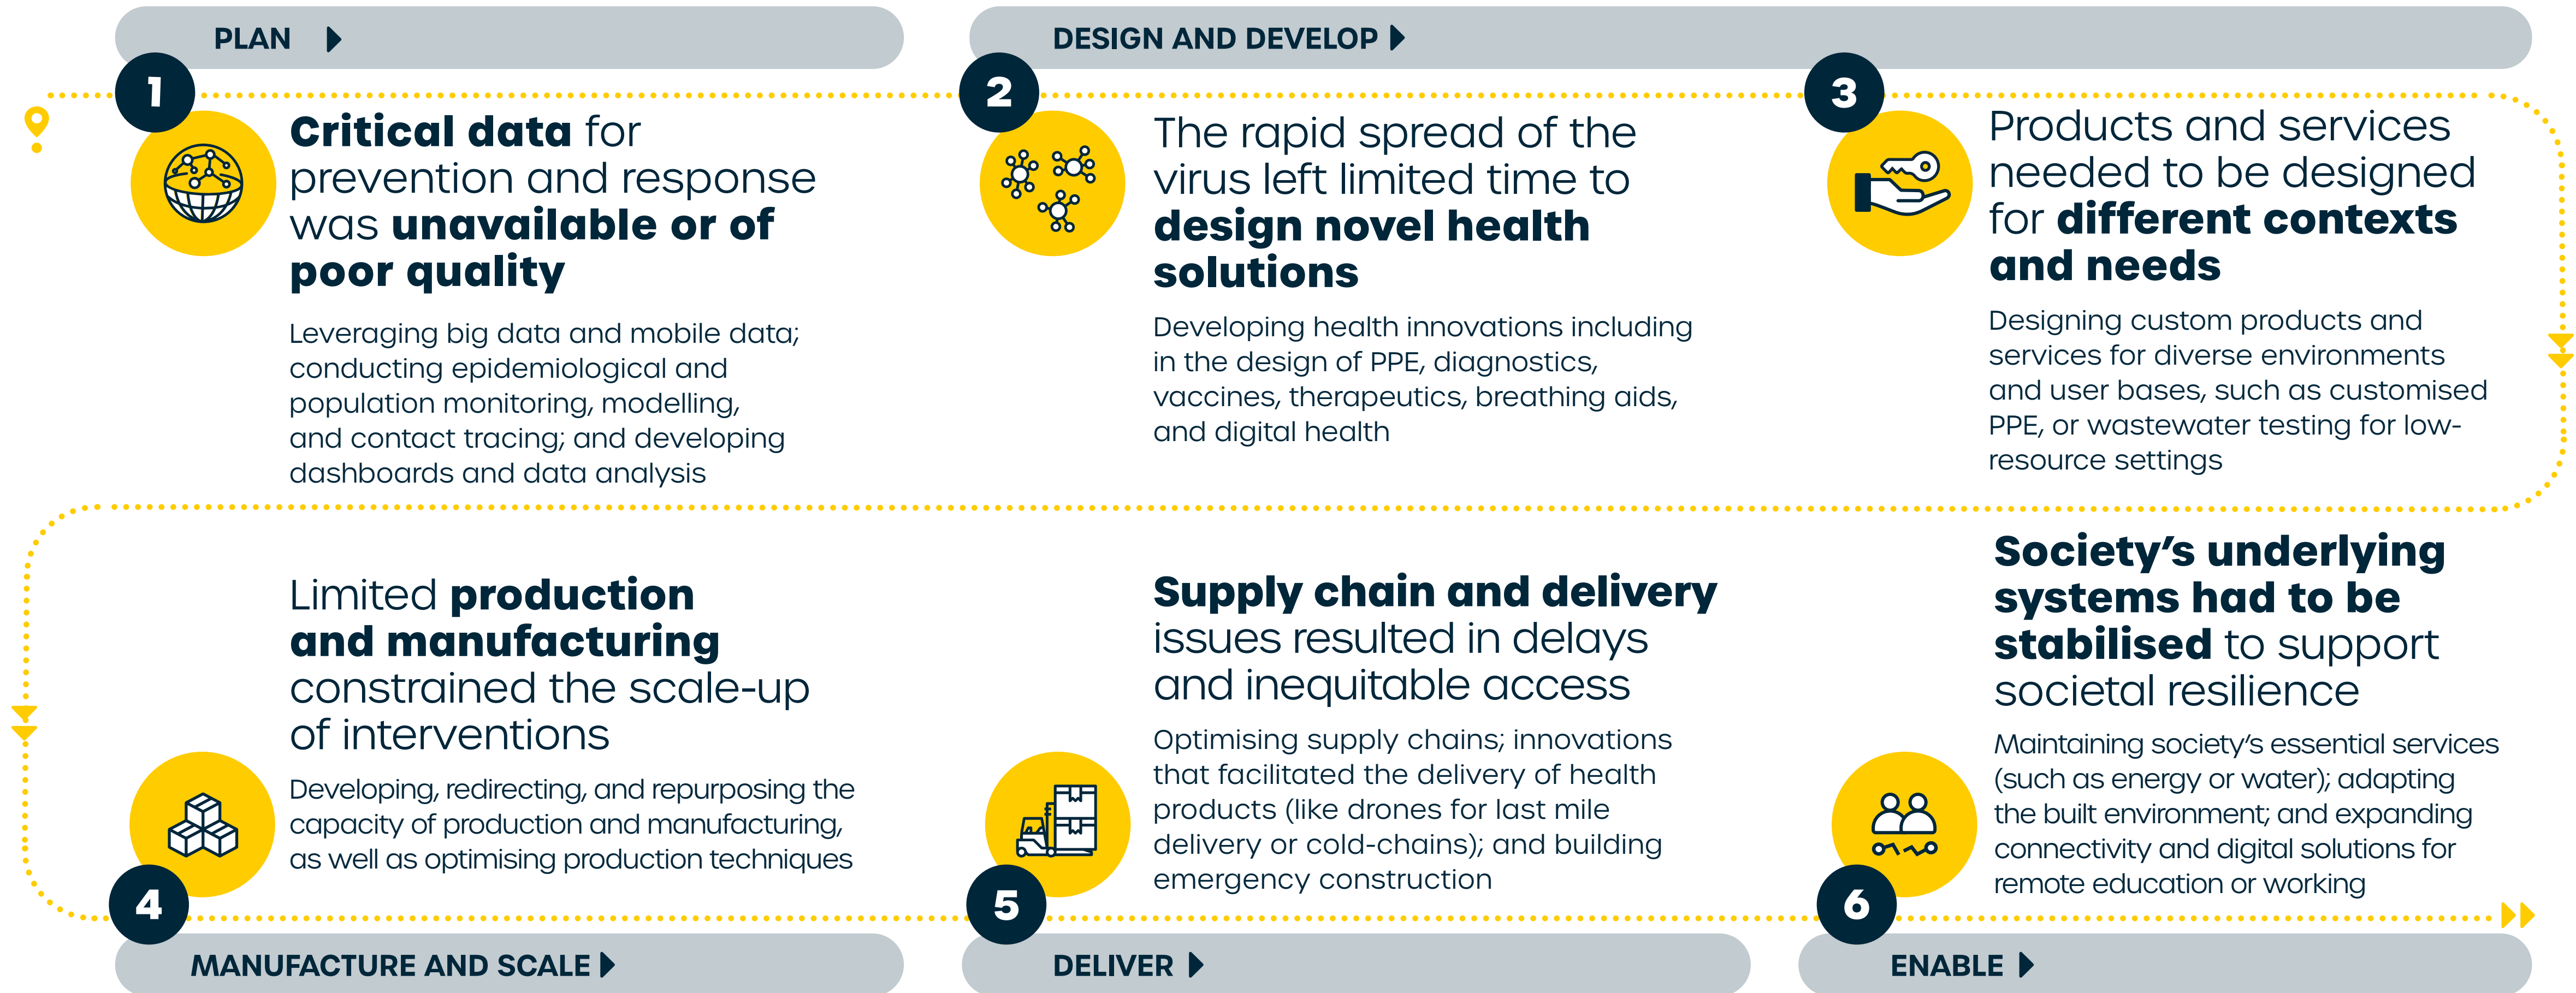 PLAN
DESIGN AND DEVELOP
1
Critical data for
prevention and response
was unavailable or of
poor quality
Leveraging big data and mobile data;
conducting epidemiological and
population monitoring, modelling,
and contact tracing; and developing
dashboards and data analysis
2
The rapid spread of the
virus left limited time to
design novel health
solutions
Developing health innovations including
in the design of PPE, diagnostics,
vaccines, therapeutics, breathing aids,
and digital health
3
Products and services
needed to be designed
for different contexts
and needs
Designing custom products and
services for diverse environments
and user bases, such as customised
PPE, or wastewater testing for low-
resource settings
Limited production
and manufacturing
constrained the scale-up
of interventions
Developing, redirecting, and repurposing the
capacity of production and manufacturing,
as well as optimising production techniques
4
MANUFACTURE AND SCALE
Supply chain and delivery
issues resulted in delays
and inequitable access
Optimising supply chains; innovations
that facilitated the delivery of health
products (like drones for last mile
delivery or cold-chains); and building
emergency construction
5
DELIVER
Society's underlying
systems had to be
stabilised to support
societal resilience
Maintaining society's essential services
(such as energy or water); adapting
the built environment; and expanding
connectivity and digital solutions for
remote education or working
6
ENABLE